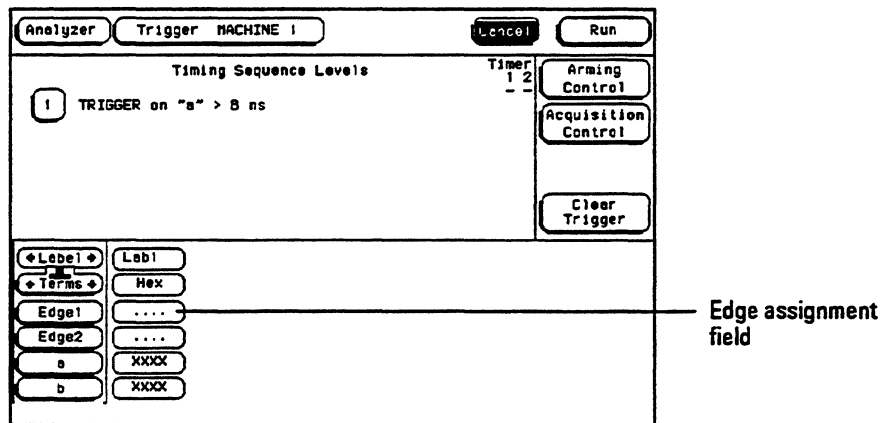 Analyzer Trigger MACHINE 1 Cancel Run
Timing Sequence Levels Timer
1 2
- -
Arming
Control
1 TRIGGER on "a" > 8 ns
Acquisition
Control
Clear
Trigger
Label Lab1
Terms Hex
Edge1 ....
Edge assignment
field
Edge2 ....
a XXXX
b XXXX